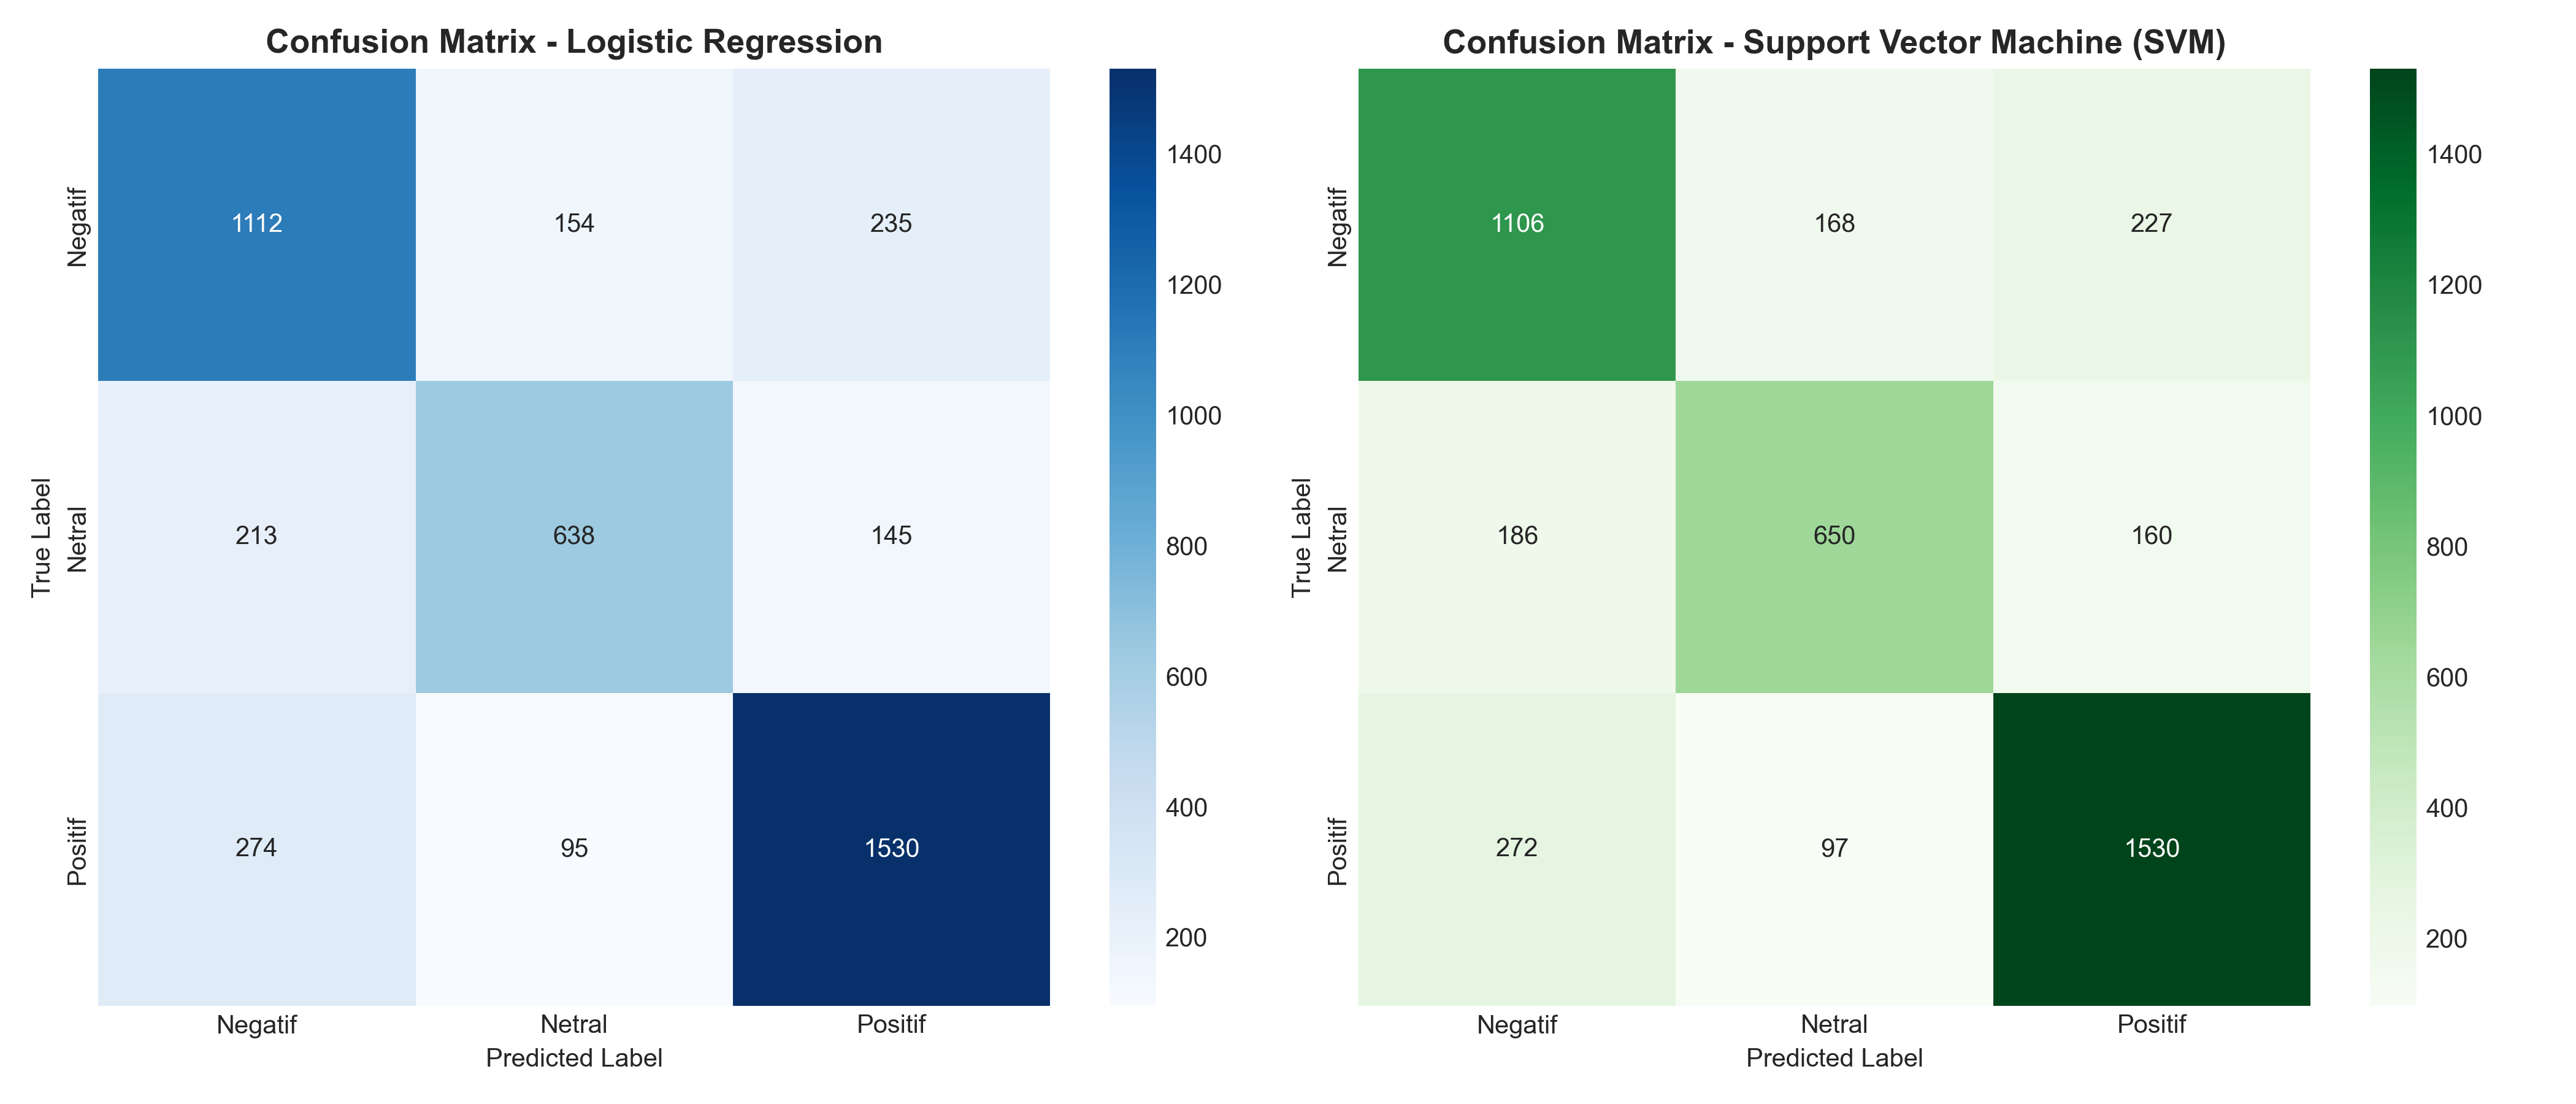 Confusion Matrix - Logistic Regression
True Label
Negatif
1112 154 235
Netral
213 638 145
Positif
274 95 1530
Negatif Netral Positif
Predicted Label
1400
1200
1000
800
600
400
200
Confusion Matrix - Support Vector Machine (SVM)
True Label
Negatif
1106 168 227
Netral
186 650 160
Positif
272 97 1530
Negatif Netral Positif
Predicted Label
1400
1200
1000
800
600
400
200